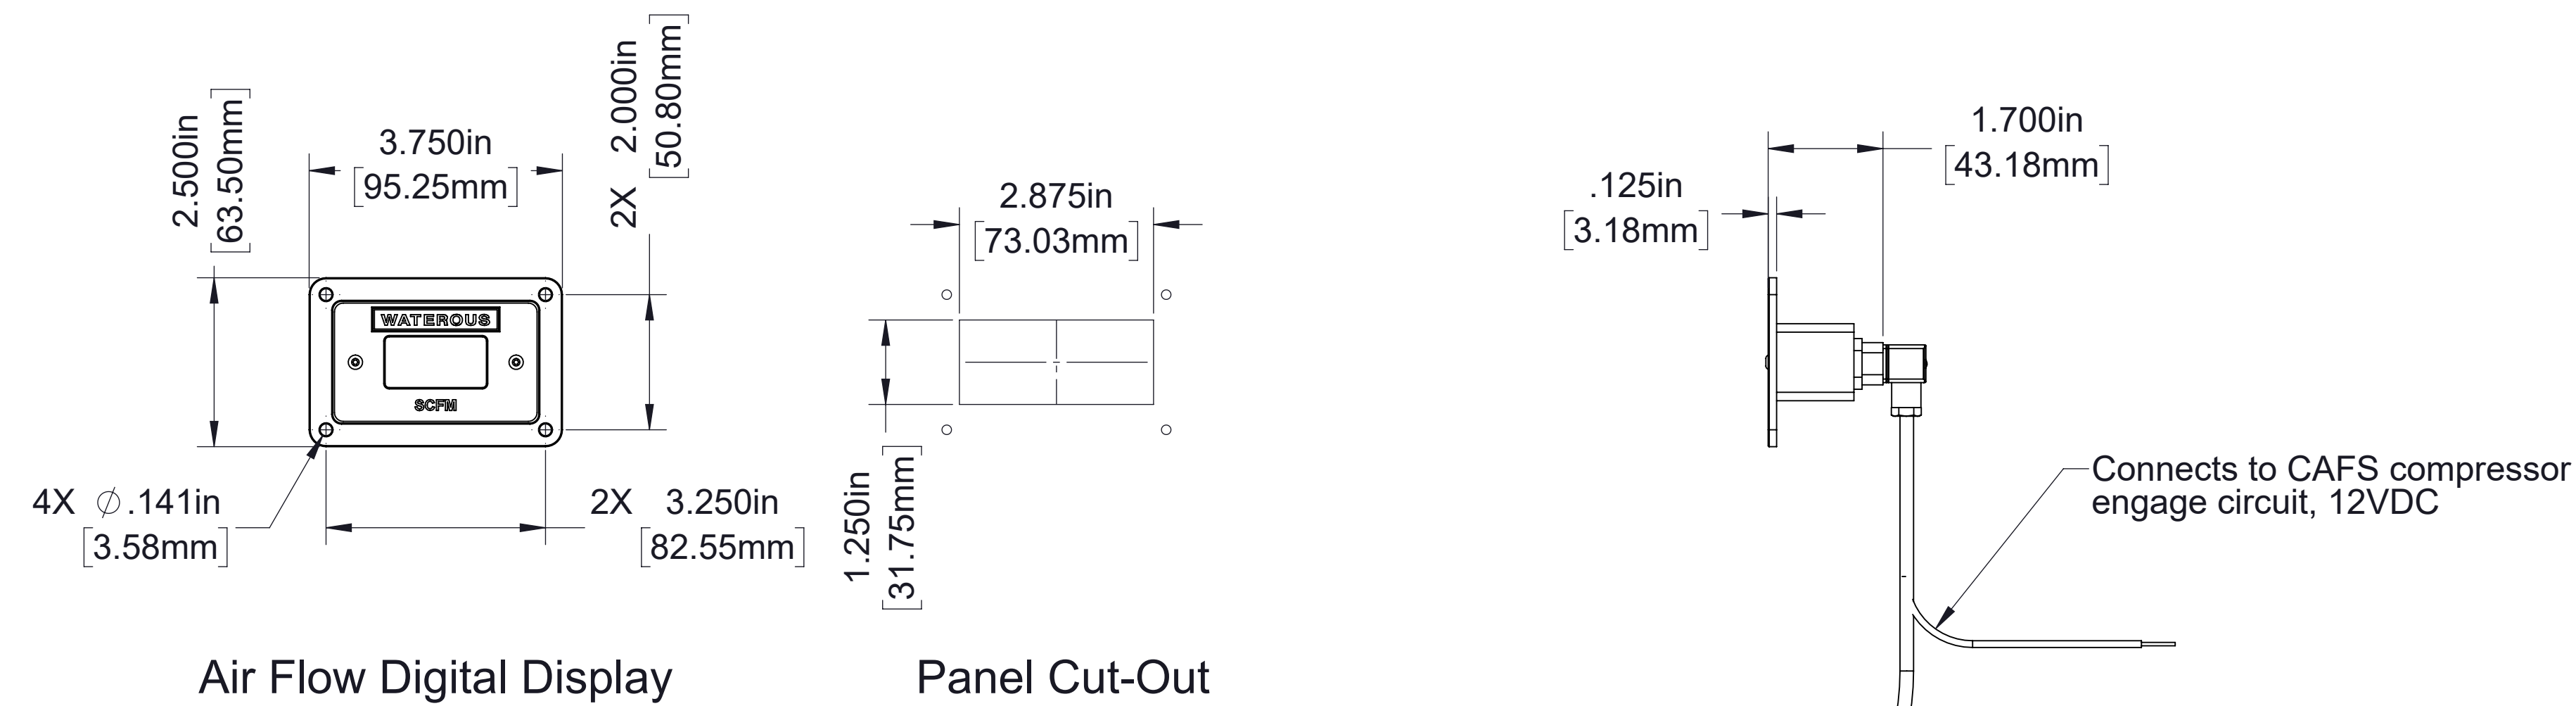 2.500in
[63.50mm]
3.750in
[95.25mm]
2X 2.000in
[50.80mm]
WATEROUS
SCFM
4X ∅.141in
[3.58mm]
2X 3.250in
[82.55mm]
Air Flow Digital Display
2.875in
[73.03mm]
1.250in
[31.75mm]
Panel Cut-Out
.125in
[3.18mm]
1.700in
[43.18mm]
Connects to CAFS compressor
engage circuit, 12VDC